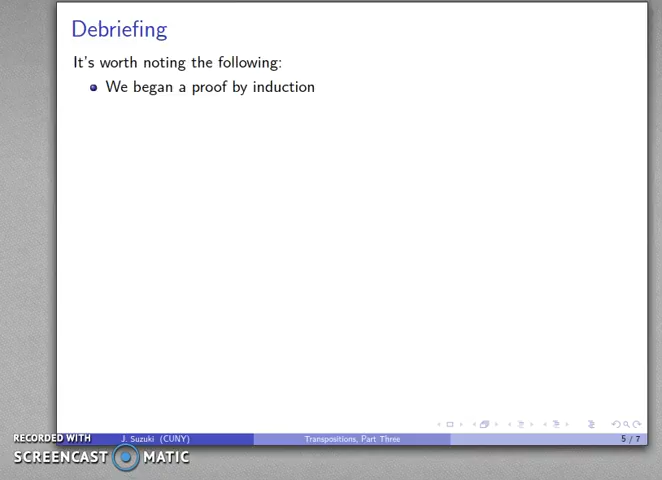 Debriefing
It's worth noting the following:
We began a proof by induction
J. Suzuki (CUNY)
Transpositions, Part Three
5 / 7
RECORDED WITH
SCREENCAST MATIC